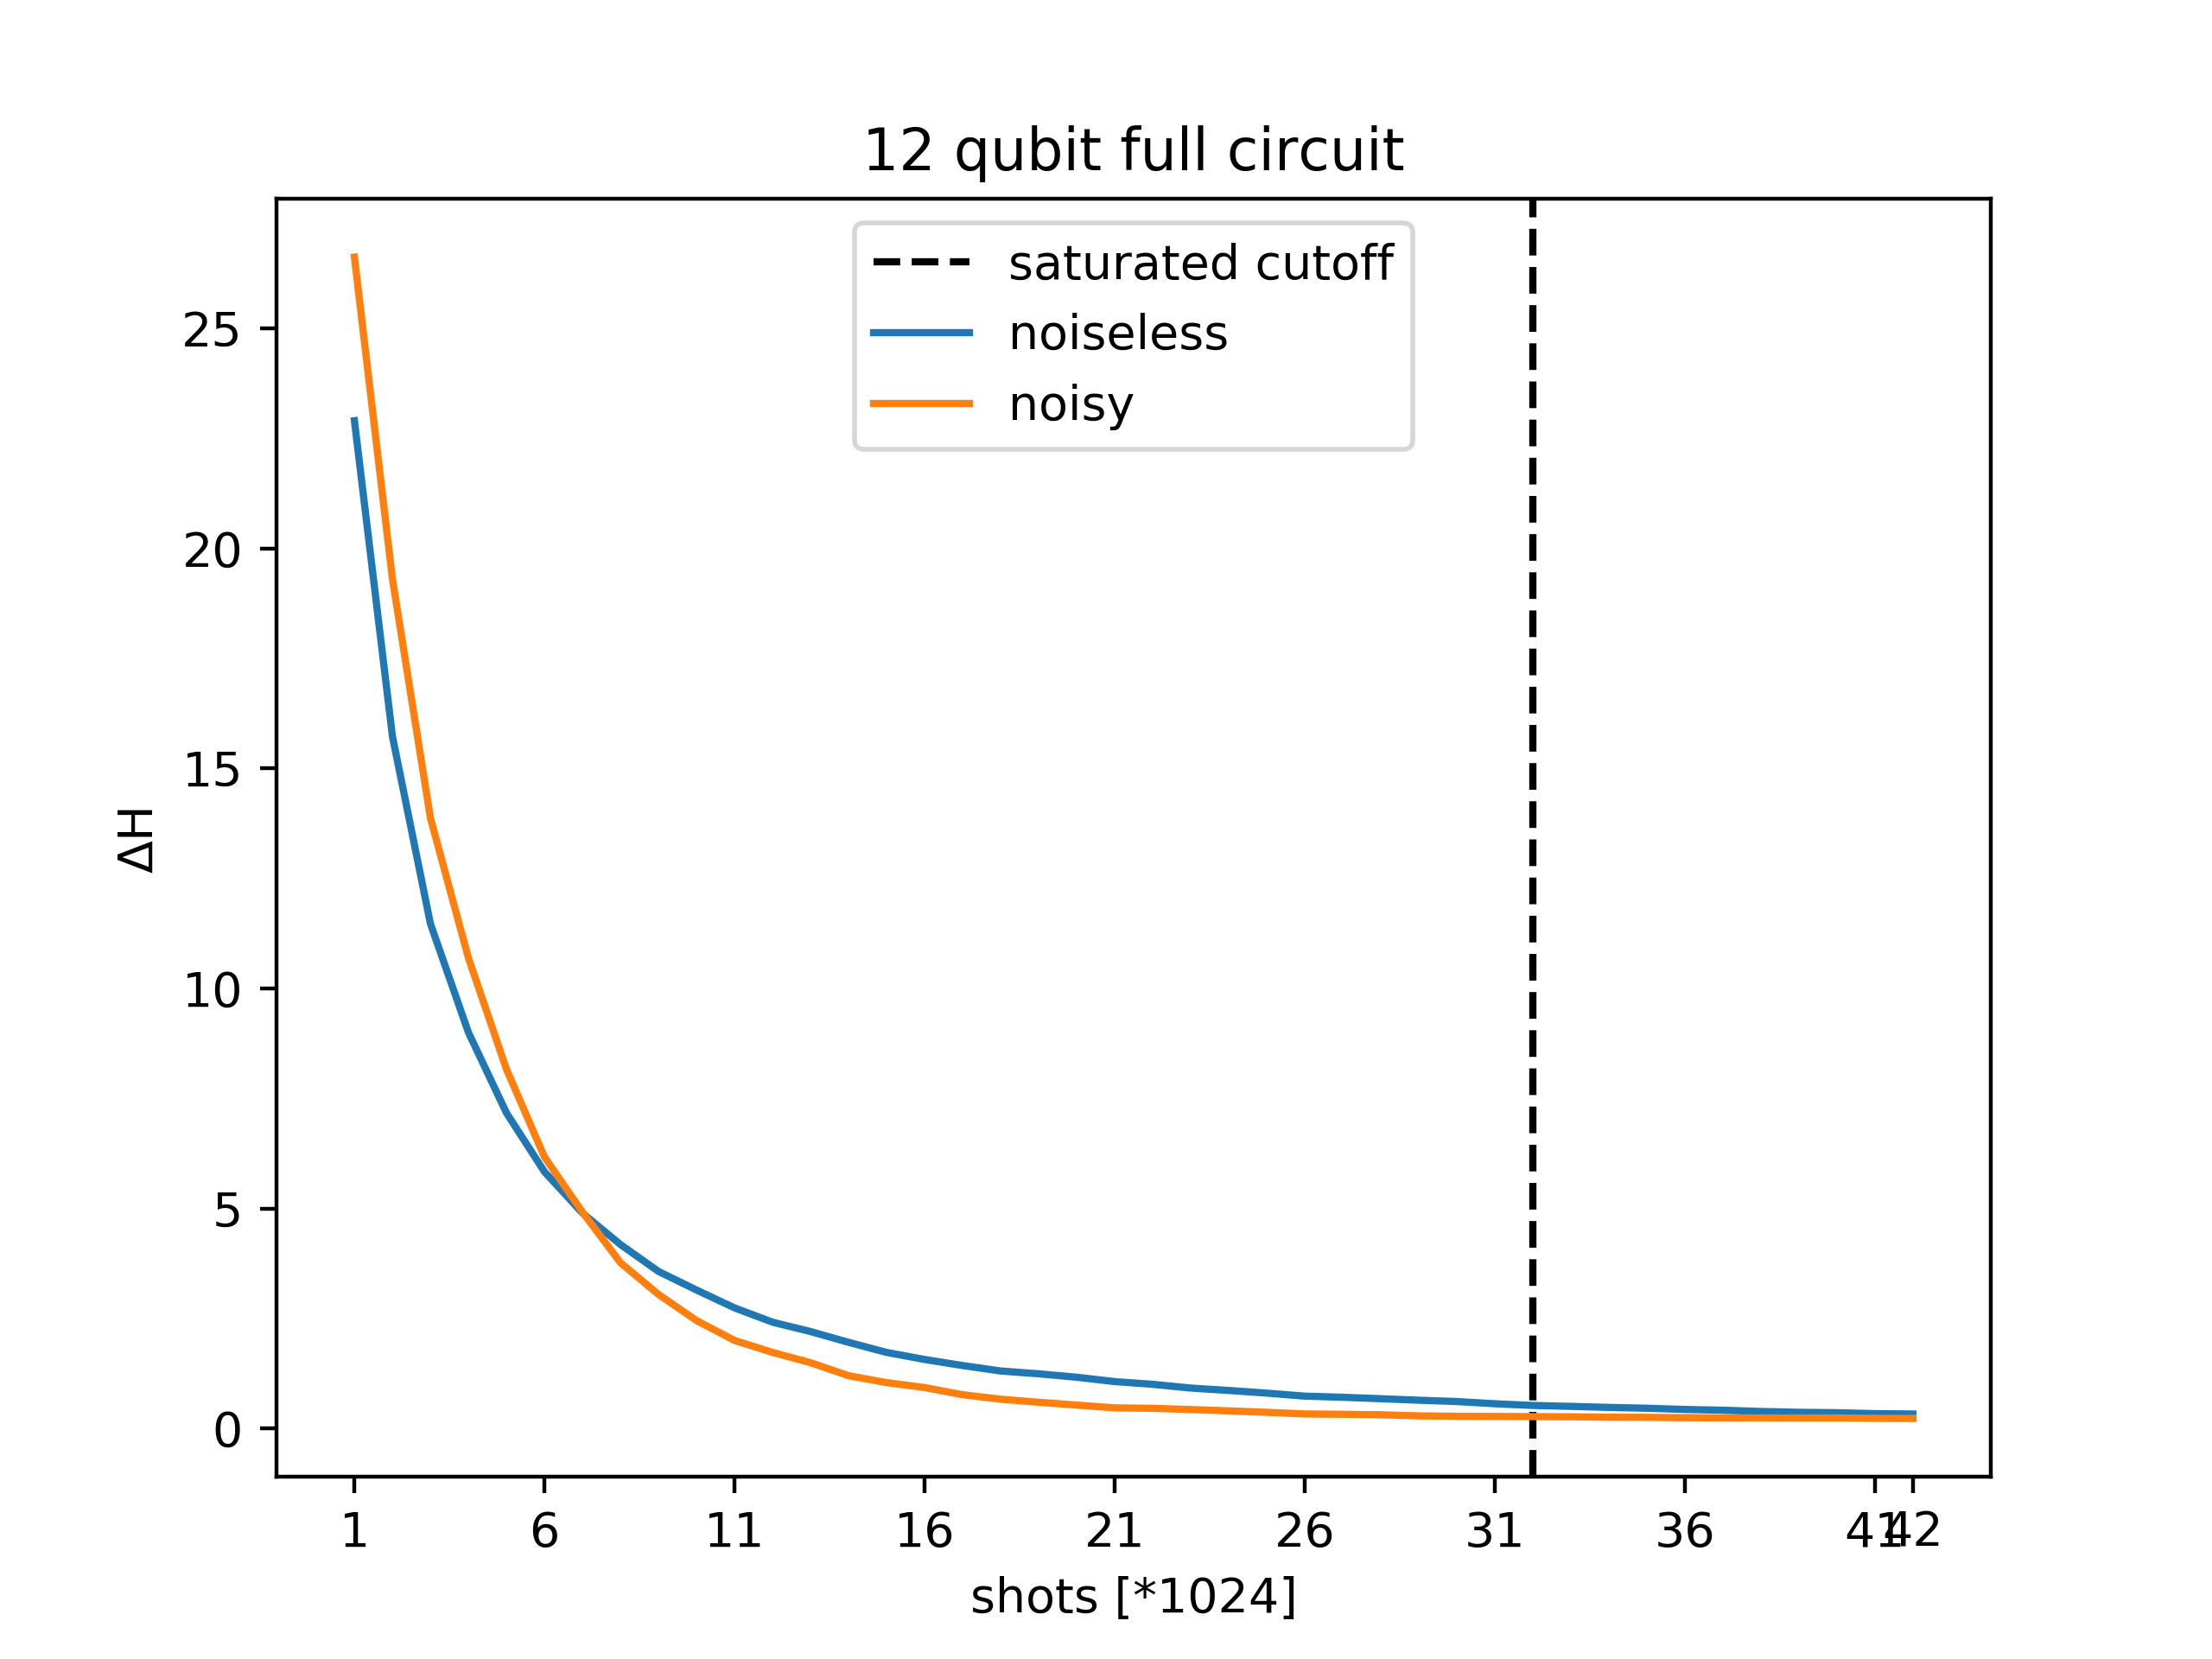 12 qubit full circuit
saturated cutoff
noiseless
noisy
25
20
15
10
5
0
ΔH
1 6 11 16 21 26 31 36 41 42
shots [*1024]